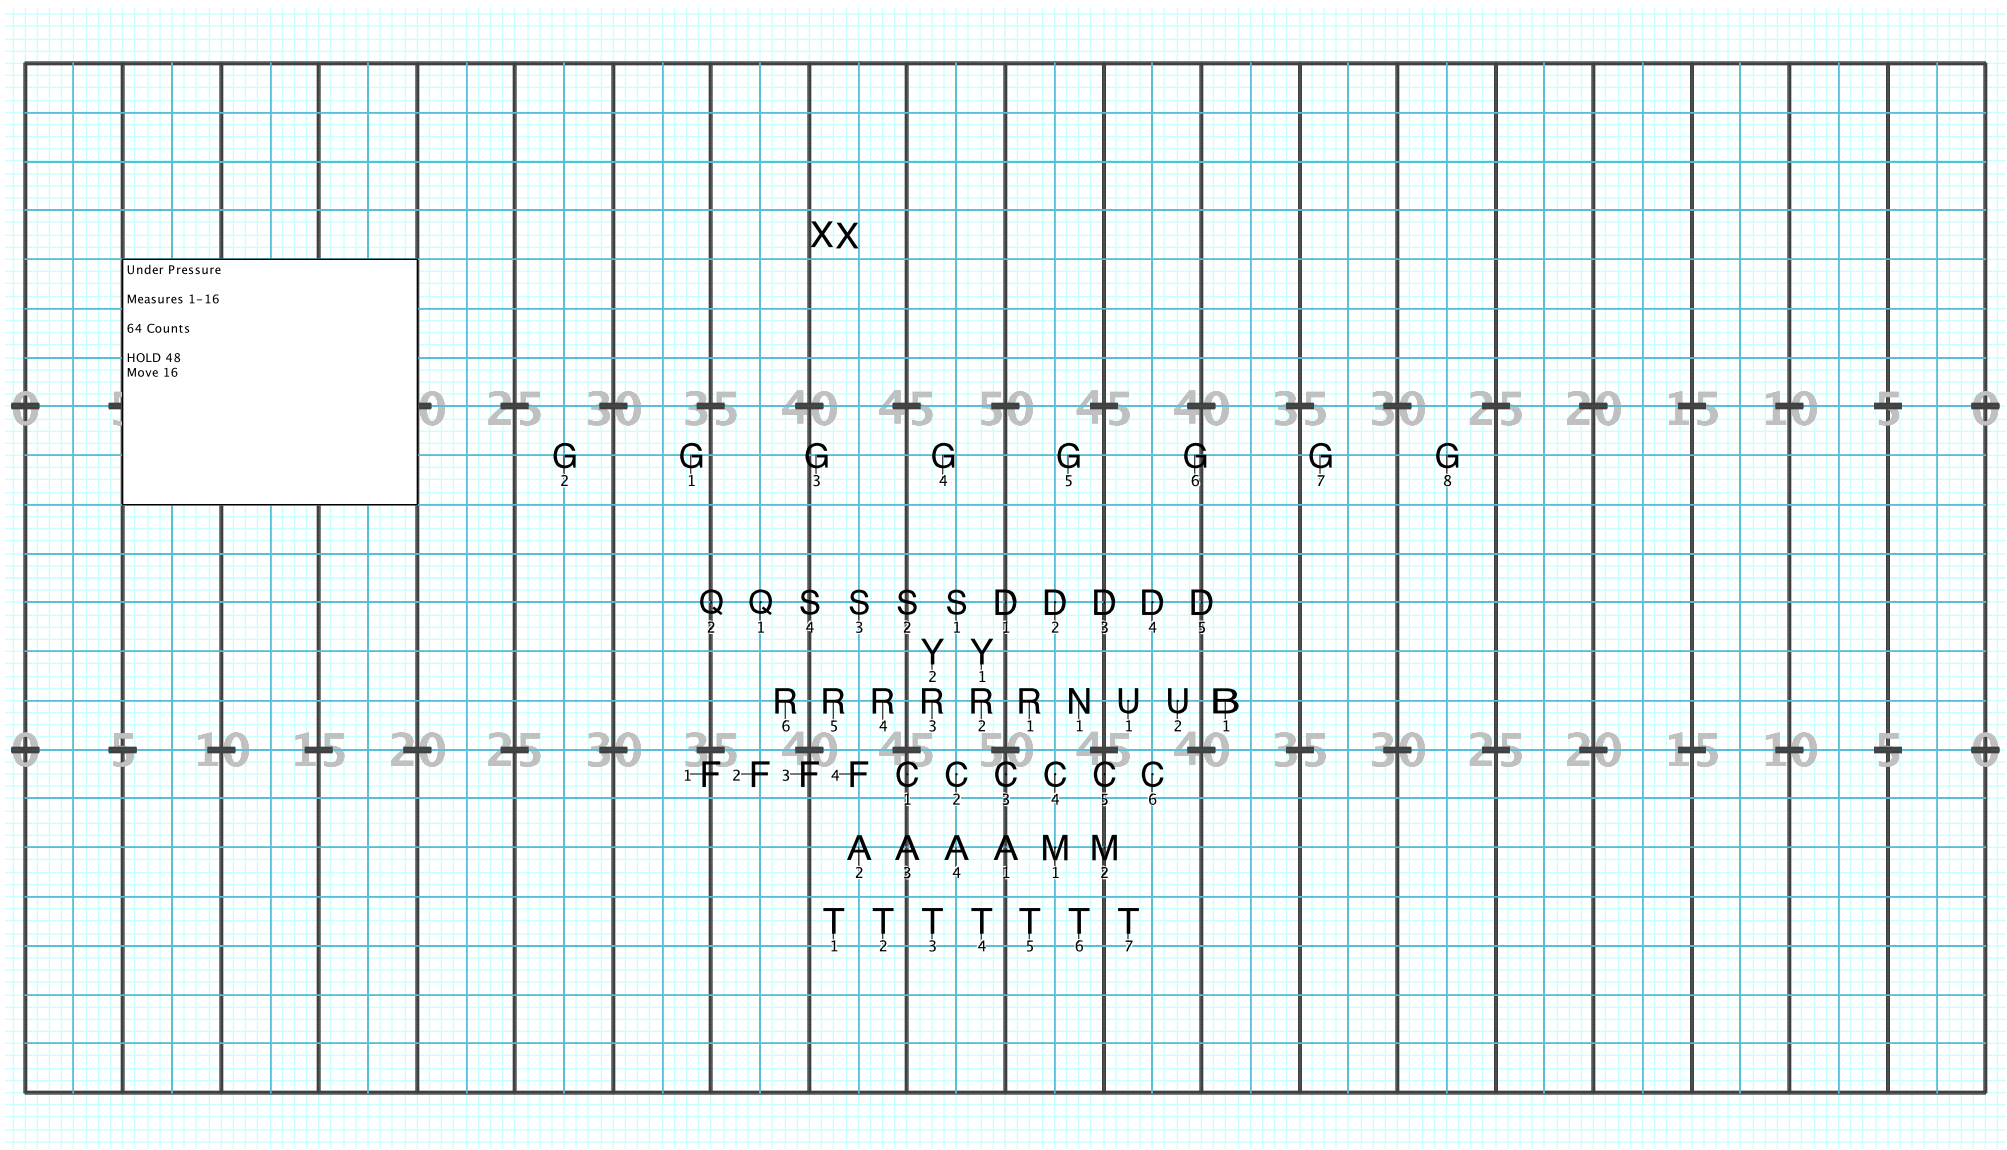 XX
Under Pressure
Measures 1-16
64 Counts
HOLD 48
Move 16
0 5 0 25 30 35 40 45 50 45 40 35 30 25 20 15 10 5 0
G G G G G G G G
2 1 3 4 5 6 7 8
Q Q S S S S D D D D D
2 1 4 3 2 1 1 2 3 4 5
Y Y
2 1
R R R R R R N U U B
6 5 4 3 2 1 1 1 2 1
0 5 10 15 20 25 30 35 40 45 50 45 40 35 30 25 20 15 10 5 0
1 F 2 F 3 F 4 F C C C C C C
1 2 3 4 5 6
A A A A M M
2 3 4 1 1 2
T T T T T T T
1 2 3 4 5 6 7